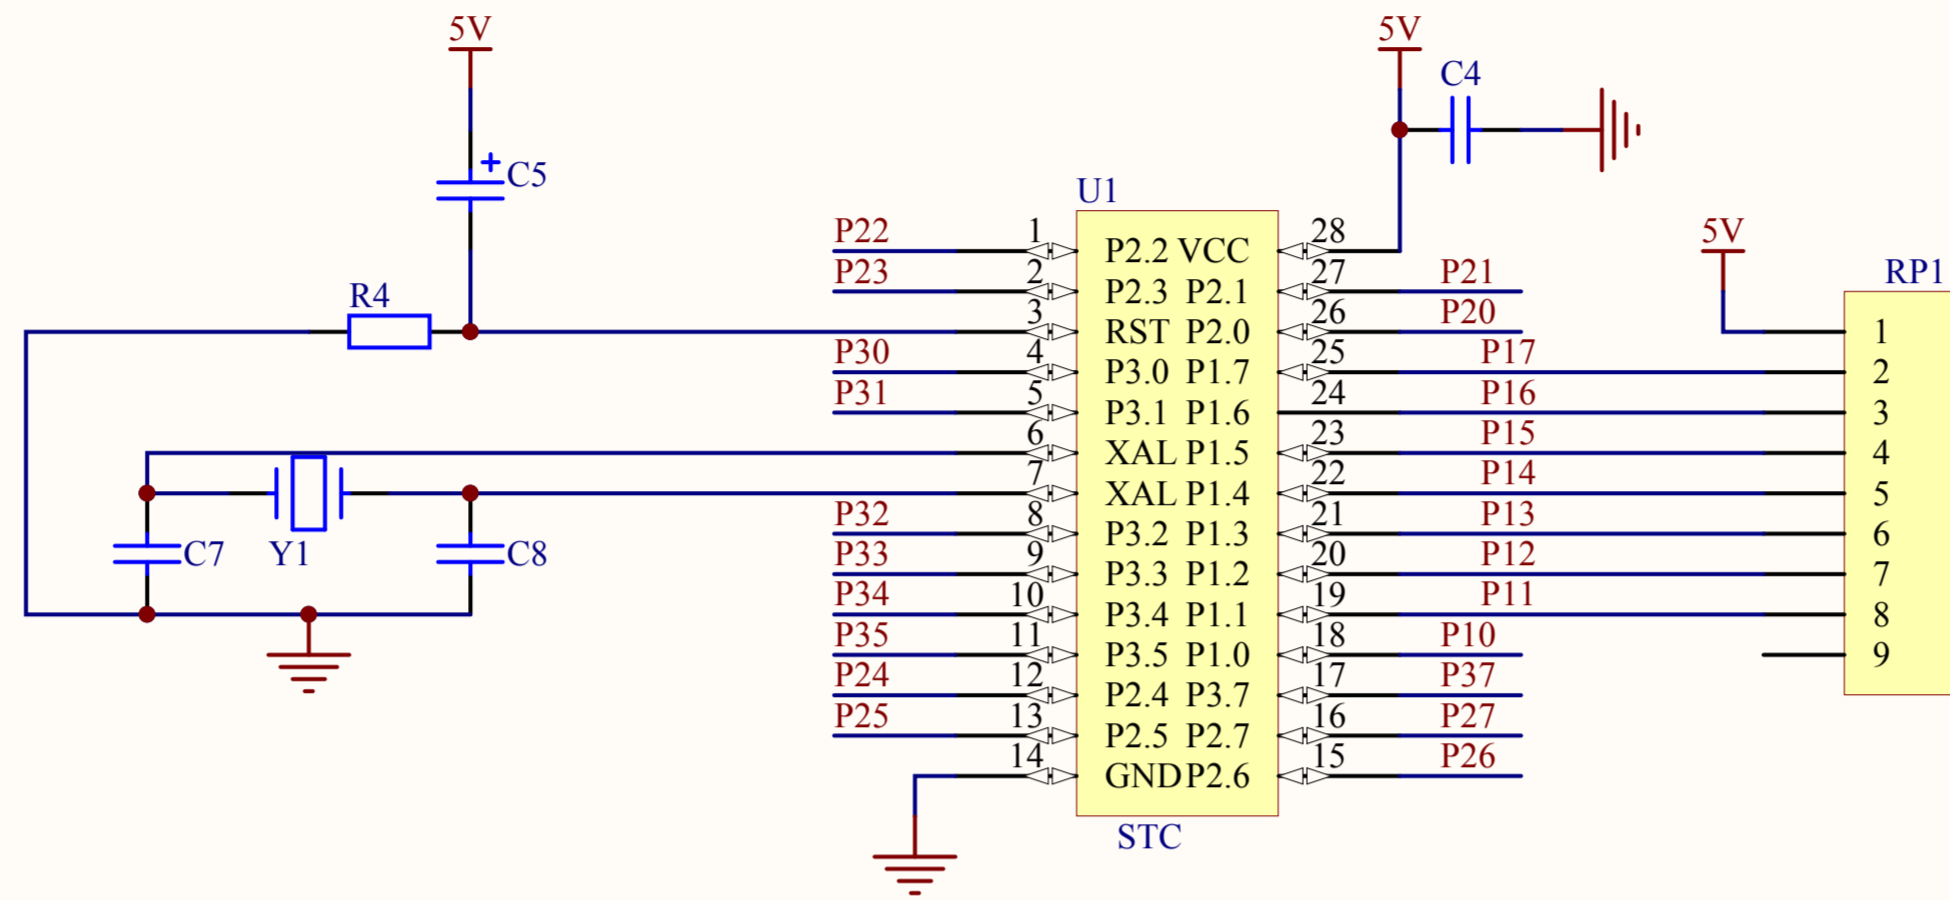 5V
5V
C4
+
C5
U1
P22 1 P2.2 VCC 28
5V
P23 2 P2.3 P2.1 27 P21
RP1
R4
3 RST P2.0 26 P20
1
P30 4 P3.0 P1.7 25 P17 2
P31 5 P3.1 P1.6 24 P16 3
6 XAL P1.5 23 P15 4
7 XAL P1.4 22 P14 5
P32 8 P3.2 P1.3 21 P13 6
C7 Y1 C8
P33 9 P3.3 P1.2 20 P12 7
P34 10 P3.4 P1.1 19 P11 8
P35 11 P3.5 P1.0 18 P10 9
P24 12 P2.4 P3.7 17 P37
P25 13 P2.5 P2.7 16 P27
14 GND P2.6 15 P26
STC